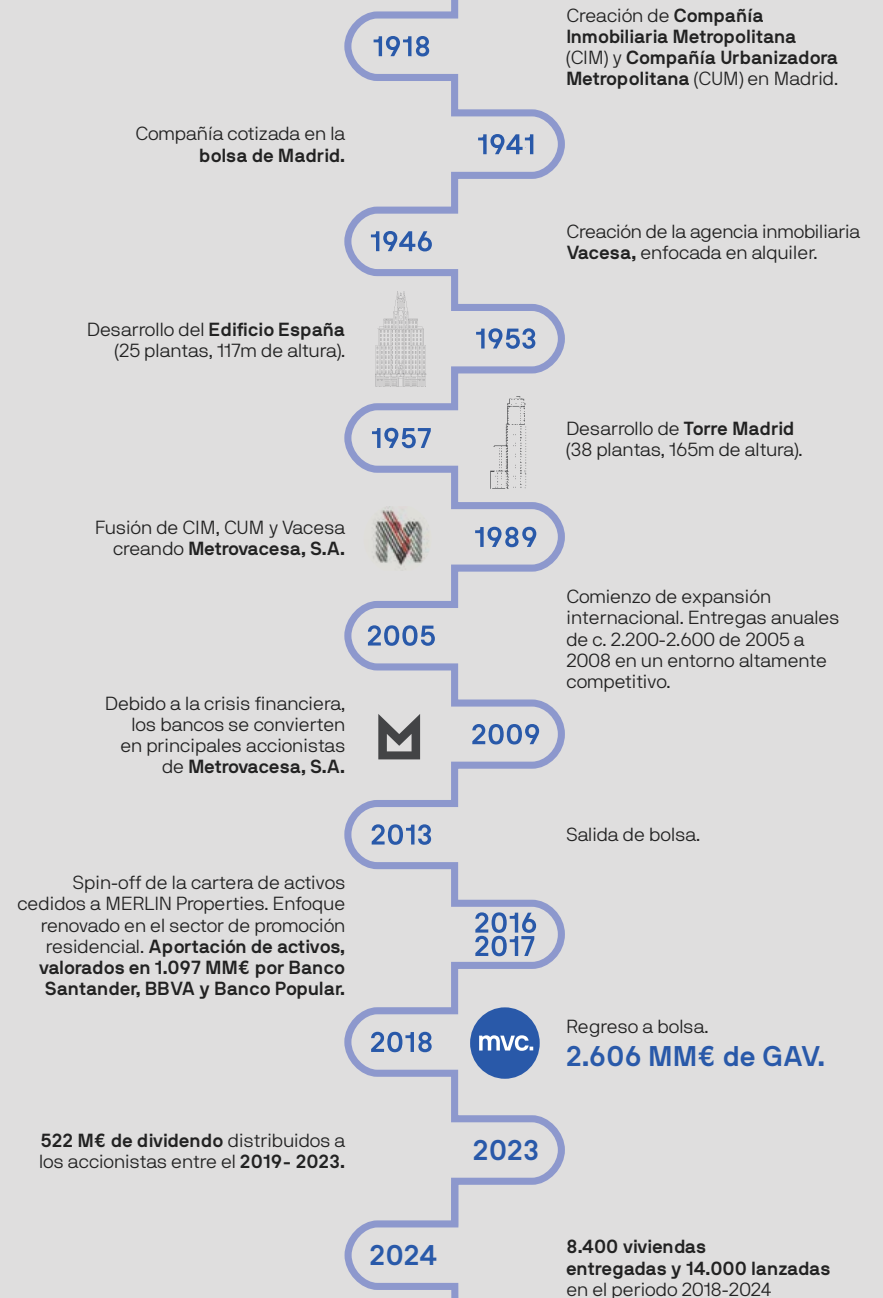 1918
Creación de Compañía
Inmobiliaria Metropolitana
(CIM) y Compañía Urbanizadora
Metropolitana (CUM) en Madrid.
Compañía cotizada en la
bolsa de Madrid.
1941
1946
Creación de la agencia inmobiliaria
Vacesa, enfocada en alquiler.
Desarrollo del Edificio España
(25 plantas, 117m de altura).
1953
1957
Desarrollo de Torre Madrid
(38 plantas, 165m de altura).
Fusión de CIM, CUM y Vacesa
creando Metrovacesa, S.A.
1989
2005
Comienzo de expansión
internacional. Entregas anuales
de c. 2.200-2.600 de 2005 a
2008 en un entorno altamente
competitivo.
Debido a la crisis financiera,
los bancos se convierten
en principales accionistas
de Metrovacesa, S.A.
2009
2013
Salida de bolsa.
Spin-off de la cartera de activos
cedidos a MERLIN Properties. Enfoque
renovado en el sector de promoción
residencial. Aportación de activos,
valorados en 1.097 MM€ por Banco
Santander, BBVA y Banco Popular.
2016
2017
2018
mvc.
Regreso a bolsa.
2.606 MM€ de GAV.
522 M€ de dividendo distribuidos a
los accionistas entre el 2019- 2023.
2023
2024
8.400 viviendas
entregadas y 14.000 lanzadas
en el periodo 2018-2024